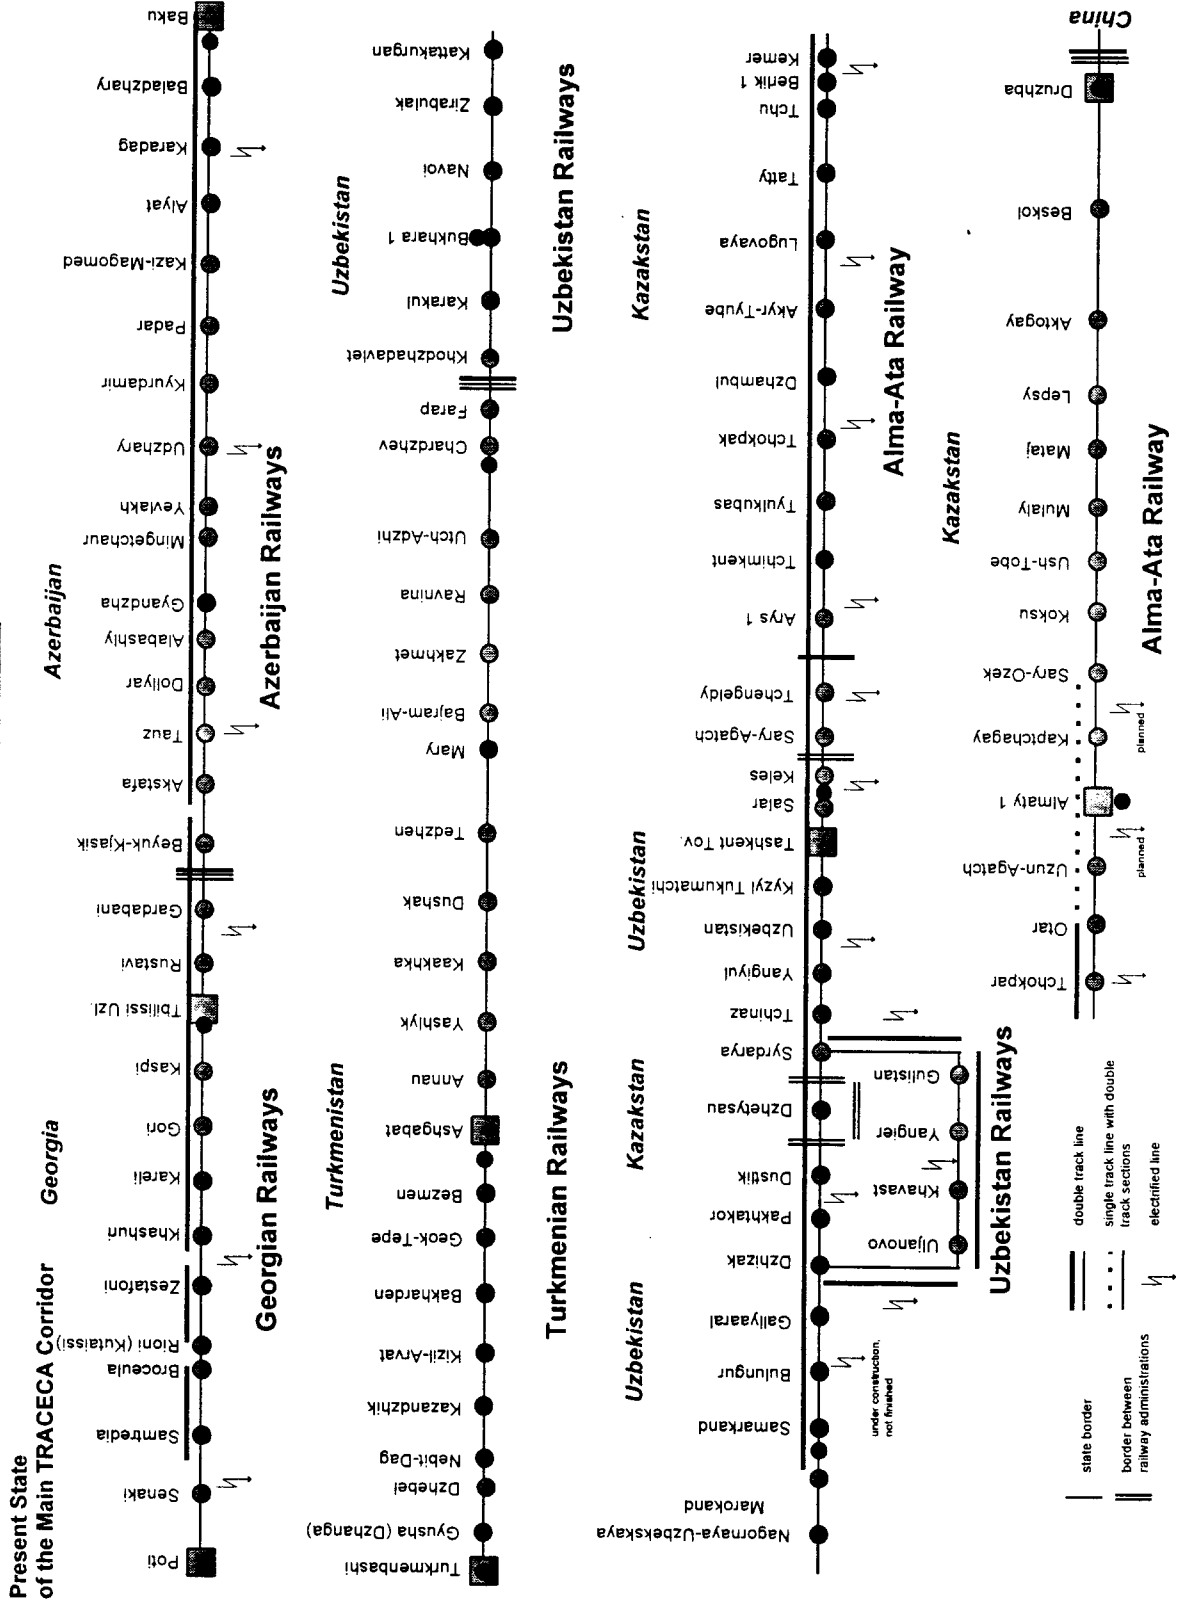 Present State
of the Main TRACECA Corridor
Georgia
Azerbaijan
Poti
Senaki
Samtredia
Broceula
Rioni (Kutaissi)
Zestafoni
Khashuri
Kareli
Gori
Kaspi
Tbilissi Uzl.
Rustavi
Gardabani
Beyuk-Kjasik
Akstafa
Tauz
Dollyar
Alabashly
Gyandzha
Mingetchaur
Yevlakh
Udzhary
Kyurdamir
Padar
Kazi-Magomed
Alyat
Karadag
Baladzhary
Baku
Georgian Railways
Azerbaijan Railways
Turkmenistan
Uzbekistan
Turkmenbashi
Gyusha (Dzhanga)
Dzhebel
Nebit-Dag
Kazandzhik
Kizil-Arvat
Bakharden
Geok-Tepe
Bezmen
Ashgabat
Annau
Yashlyk
Kaakhka
Dushak
Tedzhen
Mary
Bajram-Ali
Zakhmet
Ravnina
Utch-Adzhi
Chardzhev
Farap
Khodzhadavlet
Karakul
Bukhara 1
Navoi
Zirabulak
Kattakurgan
Turkmenian Railways
Uzbekistan Railways
Uzbekistan
Kazakstan
Uzbekistan
Kazakstan
Nagornaya-Uzbekskaya
Marokand
Samarkand
Bulungur
Gallyaaral
Dzhizak
Pakhtakor
Dustlik
Dzhetysau
Syrdarya
Tchinaz
Yangiyul
Uzbekistan
Kyzyl Tukumatchi
Tashkent Tov.
Salar
Keles
Sary-Agatch
Tchengeldy
Arys 1
Tchimkent
Tyulkubas
Tchokpak
Dzhambul
Akyr-Tyube
Lugovaya
Tatty
Tchu
Berlik 1
Kemer
under construction,
not finished
Uljanovo
Khavast
Yangier
Gulistan
Uzbekistan Railways
Alma-Ata Railway
Kazakstan
Tchokpar
Otar
Uzun-Agatch
Almaty 1
Kaptchagay
Sary-Ozek
Koksu
Ush-Tobe
Mulaly
Mataj
Lepsy
Aktogay
Beskol
Druzhba
China
planned
planned
Alma-Ata Railway
state border
border between
railway administrations
double track line
single track line with double
track sections
electrified line